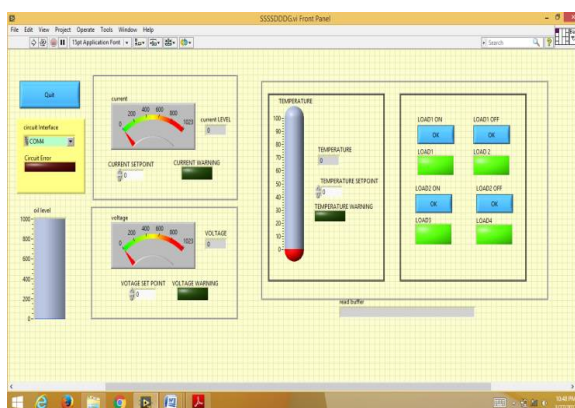 SSSSDDDG.vi Front Panel
File Edit View Project Operate Tools Window Help
15pt Application Font
Search
Quit
circuit Interface
COM4
Circuit Error
oil level
1000
800
600
400
200
0
current
0 200 400 600 800 1023
current LEVEL
0
CURRENT SETPOINT
0
CURRENT WARNING
voltage
0 200 400 600 800 1023
VOLTAGE
0
VOTAGE SET POINT
0
VOLTAGE WARNING
TEMPERATURE
100
90
80
70
60
50
40
30
20
10
0
TEMPERATURE
0
TEMPERATURE SETPOINT
0
TEMPERATURE WARNING
LOAD1 ON LOAD1 OFF
OK OK
LOAD1 LOAD 2
LOAD2 ON LOAD2 OFF
OK OK
LOAD3 LOAD4
read buffer
10:48 PM